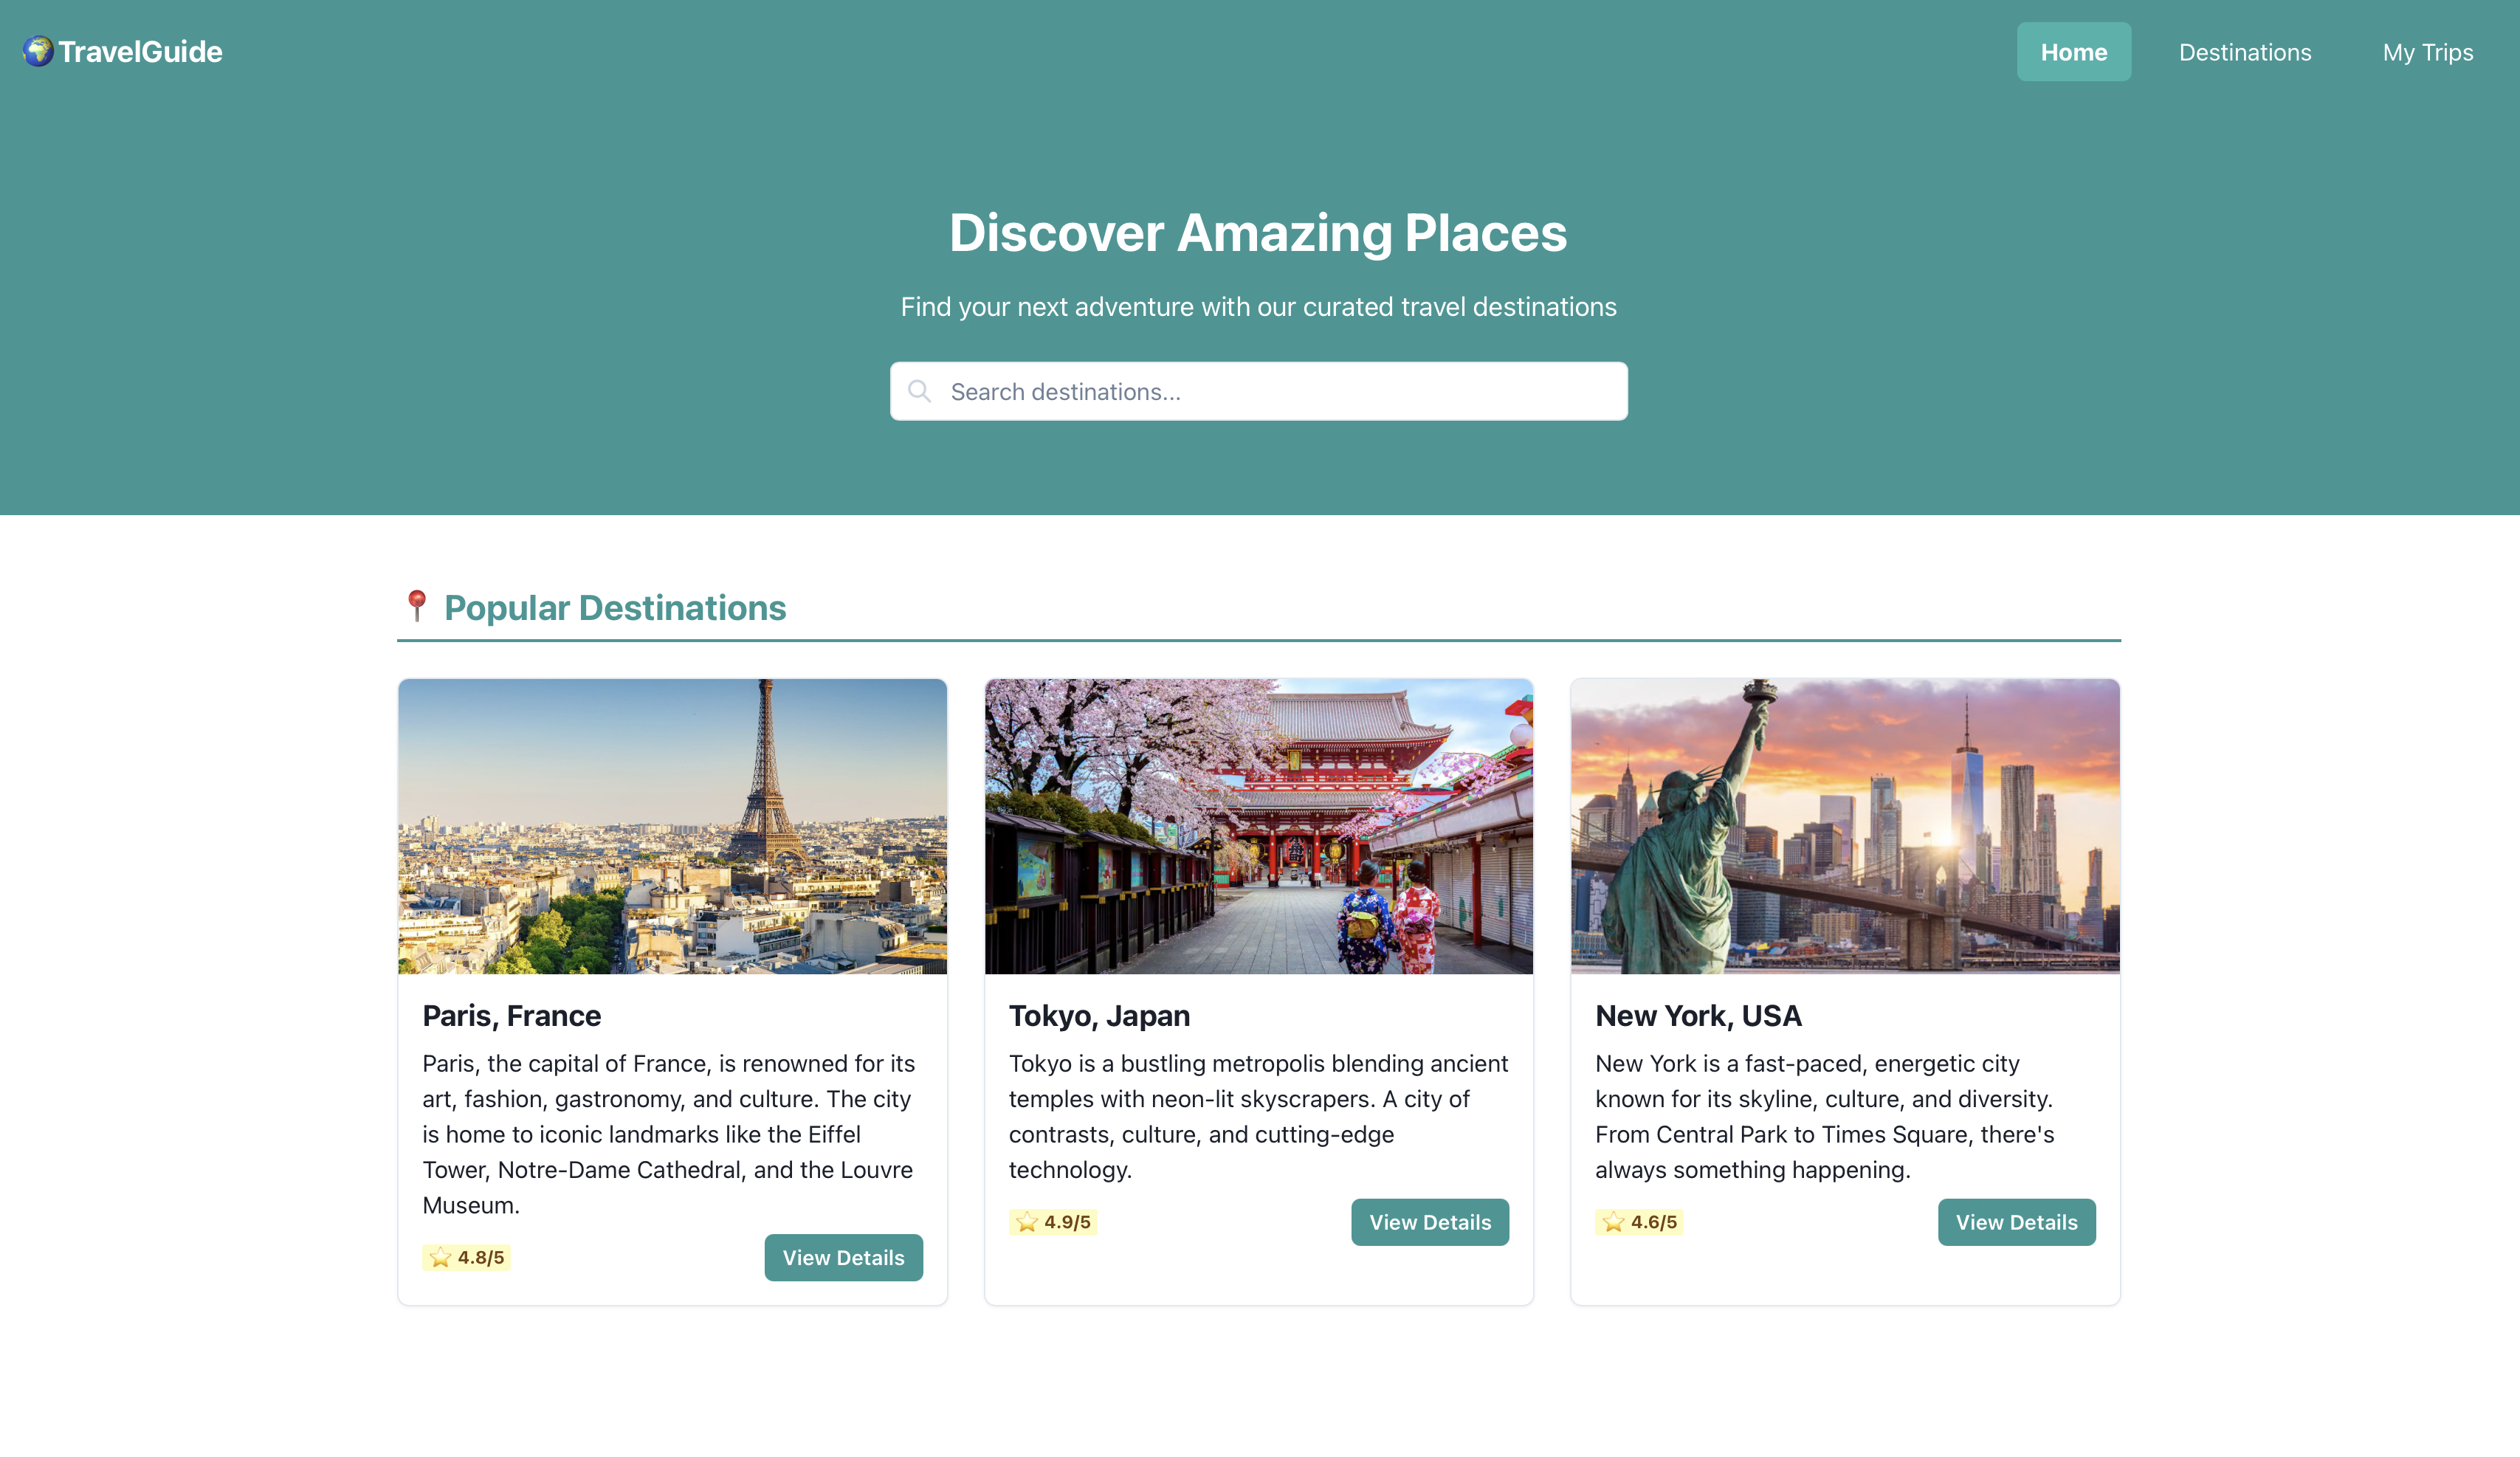 TravelGuide
Home
Destinations
My Trips
Discover Amazing Places
Find your next adventure with our curated travel destinations
Search destinations...
Popular Destinations
Paris, France
Paris, the capital of France, is renowned for its
art, fashion, gastronomy, and culture. The city
is home to iconic landmarks like the Eiffel
Tower, Notre-Dame Cathedral, and the Louvre
Museum.
4.8/5
View Details
Tokyo, Japan
Tokyo is a bustling metropolis blending ancient
temples with neon-lit skyscrapers. A city of
contrasts, culture, and cutting-edge
technology.
4.9/5
View Details
New York, USA
New York is a fast-paced, energetic city
known for its skyline, culture, and diversity.
From Central Park to Times Square, there's
always something happening.
4.6/5
View Details